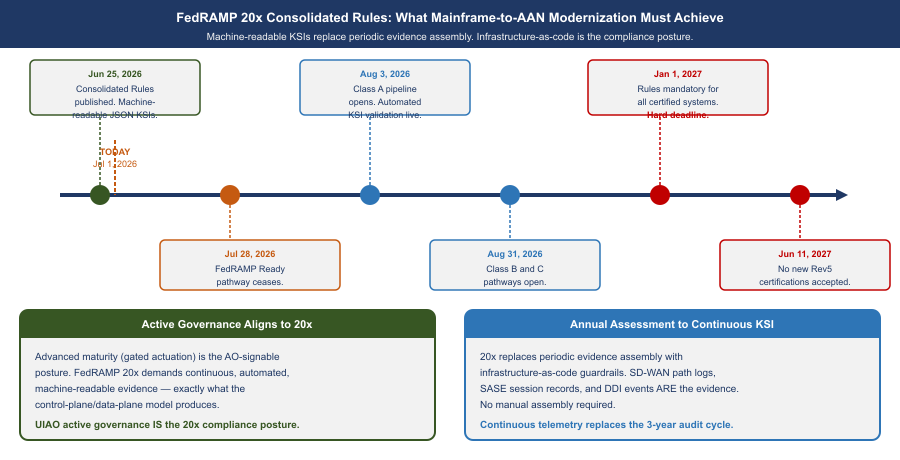 FedRAMP 20x Consolidated Rules: What Mainframe-to-AAN Modernization Must Achieve
Machine-readable KSIs replace periodic evidence assembly. Infrastructure-as-code is the compliance posture.
Jun 25, 2026
Consolidated Rules
published. Machine-
readable JSON KSIs.
Aug 3, 2026
Class A pipeline
opens. Automated
KSI validation live.
Jan 1, 2027
Rules mandatory for
all certified systems.
Hard deadline.
TODAY
Jul 1, 2026
Jul 28, 2026
FedRAMP Ready
pathway ceases.
Aug 31, 2026
Class B and C
pathways open.
Jun 11, 2027
No new Rev5
certifications accepted.
Active Governance Aligns to 20x
Advanced maturity (gated actuation) is the AO-signable
posture. FedRAMP 20x demands continuous, automated,
machine-readable evidence — exactly what the
control-plane/data-plane model produces.
UIAO active governance IS the 20x compliance posture.
Annual Assessment to Continuous KSI
20x replaces periodic evidence assembly with
infrastructure-as-code guardrails. SD-WAN path logs,
SASE session records, and DDI events ARE the evidence.
No manual assembly required.
Continuous telemetry replaces the 3-year audit cycle.